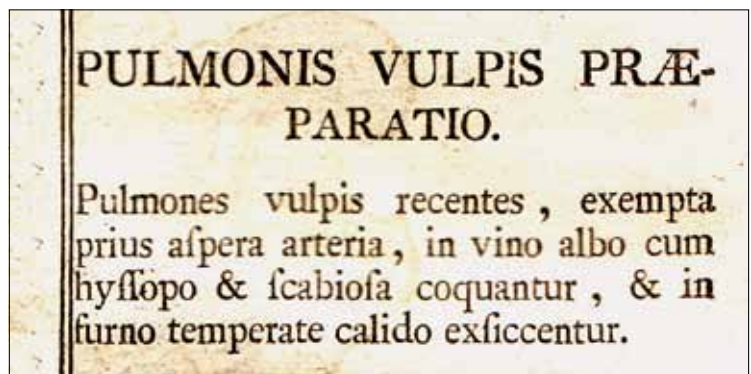 PULMONIS VULPIS PRÆ-
PARATIO.
Pulmones vulpis recentes , exempta
prius aſpera arteria , in vino albo cum
hyſſopo & ſcabioſa coquantur , & in
furno temperate calido exſiccentur.